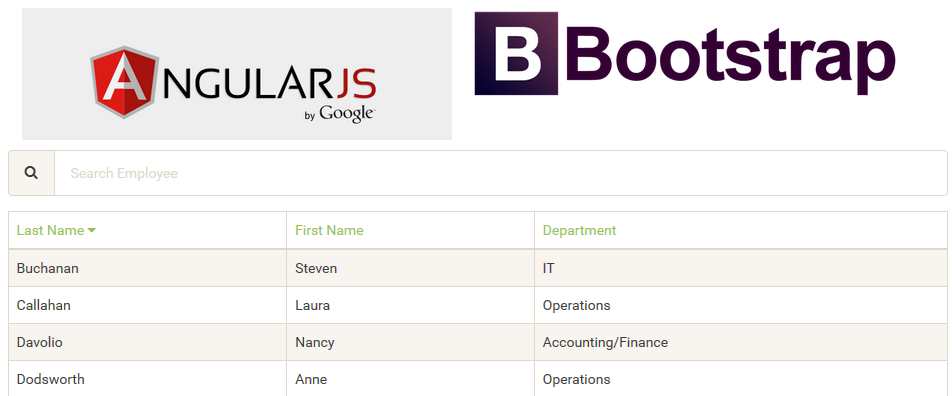 ANGULARJS
by Google
B Bootstrap
Search Employee
Last Name First Name Department
Buchanan Steven IT
Callahan Laura Operations
Davolio Nancy Accounting/Finance
Dodsworth Anne Operations